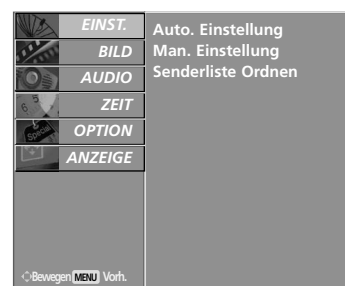 EINST.
BILD
AUDIO
ZEIT
OPTION
ANZEIGE
Auto. Einstellung
Man. Einstellung
Senderliste Ordnen
Bewegen MENU Vorh.